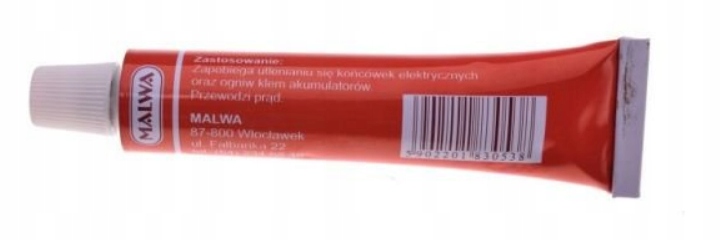 MALWA
Zastosowanie:
Zapobiega utlenianiu się końcówek elektrycznych
oraz ogniw klem akumulatorów.
Przewodzi prąd.
MALWA
87-800 Włocławek
ul. Falbanka 22
5902201830538